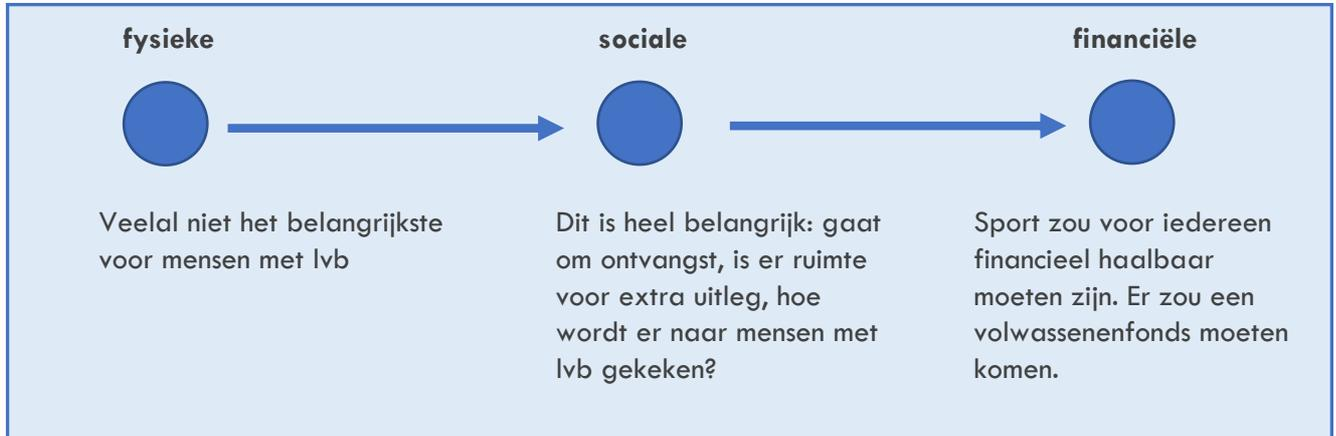 fysieke
sociale
financiële
Veelal niet het belangrijkste
voor mensen met lvb
Dit is heel belangrijk: gaat
om ontvangst, is er ruimte
voor extra uitleg, hoe
wordt er naar mensen met
lvb gekeken?
Sport zou voor iedereen
financieel haalbaar
moeten zijn. Er zou een
volwassenenfonds moeten
komen.